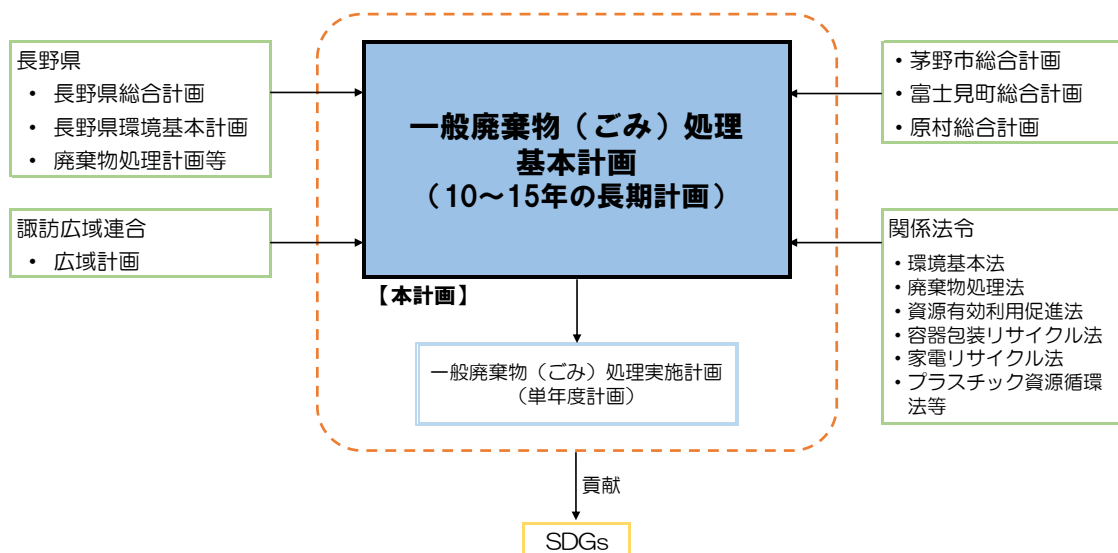 長野県
・ 長野県総合計画
・ 長野県環境基本計画
・ 廃棄物処理計画等
諏訪広域連合
・ 広域計画
一般廃棄物（ごみ）処理
基本計画
（10～15年の長期計画）
【本計画】
一般廃棄物（ごみ）処理実施計画
（単年度計画）
・茅野市総合計画
・富士見町総合計画
・原村総合計画
関係法令
・環境基本法
・廃棄物処理法
・資源有効利用促進法
・容器包装リサイクル法
・家電リサイクル法
・プラスチック資源循環
法等
貢献
SDGs